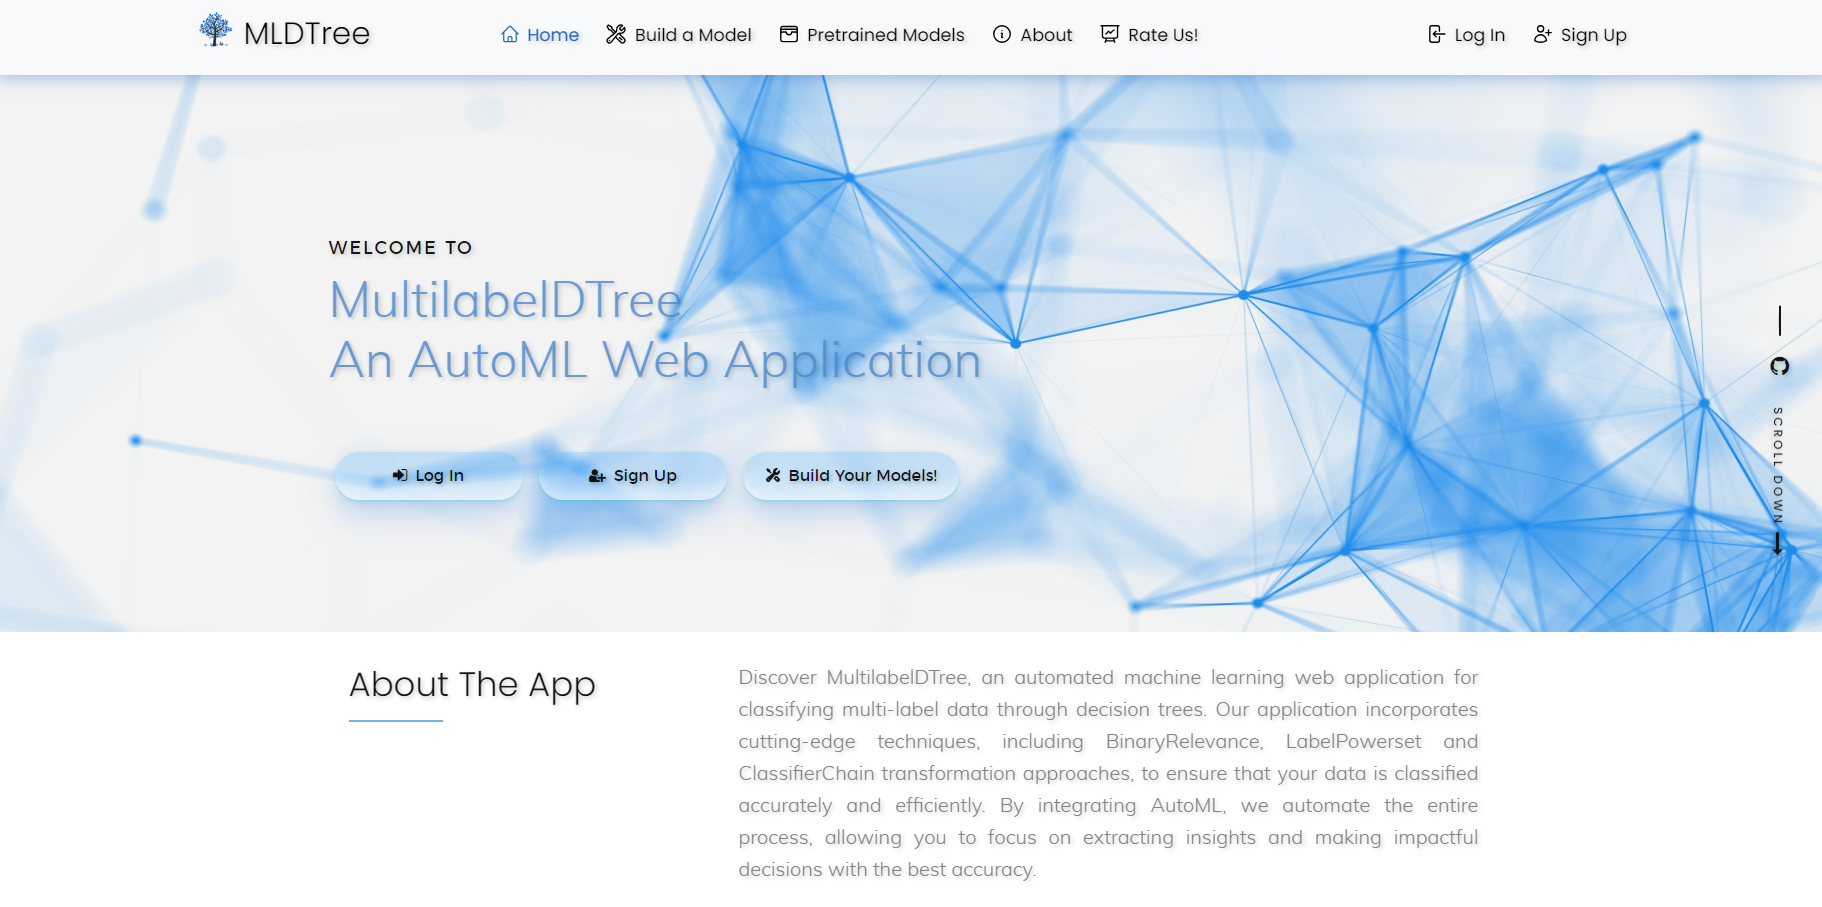 MLDTree
Home
Build a Model
Pretrained Models
About
Rate Us!
Log In
Sign Up
WELCOME TO
MultilabelDTree
An AutoML Web Application
Log In
Sign Up
Build Your Models!
SCROLL DOWN
About The App
Discover MultilabelDTree, an automated machine learning web application for
classifying multi-label data through decision trees. Our application incorporates
cutting-edge techniques, including BinaryRelevance, LabelPowerset and
ClassifierChain transformation approaches, to ensure that your data is classified
accurately and efficiently. By integrating AutoML, we automate the entire
process, allowing you to focus on extracting insights and making impactful
decisions with the best accuracy.